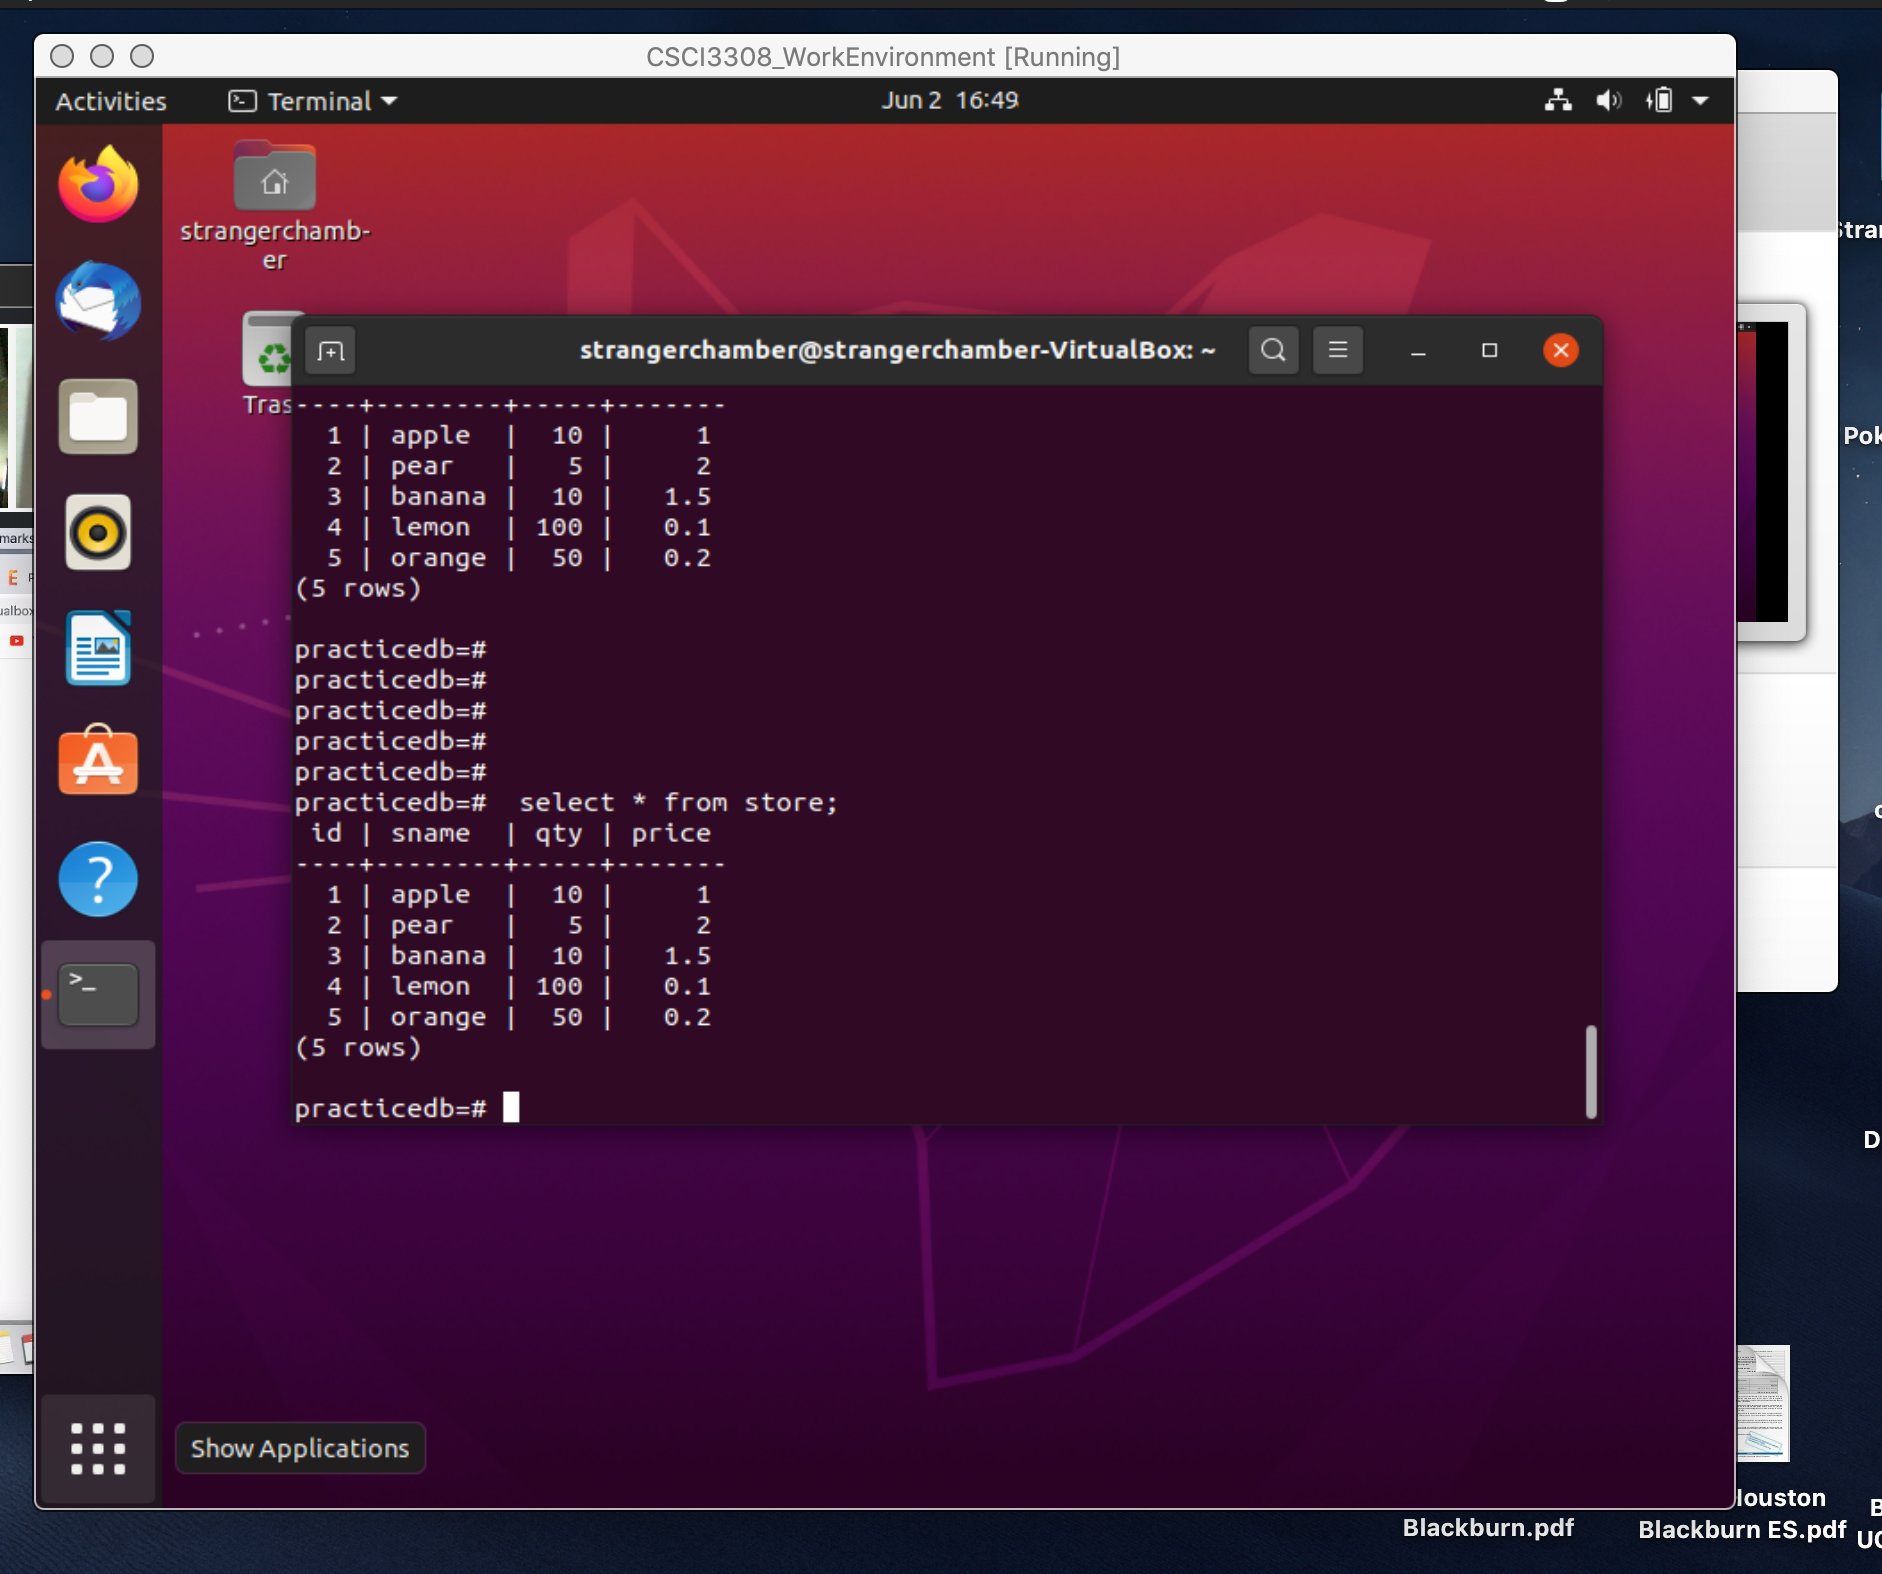 CSCI3308_WorkEnvironment [Running]
Activities
Terminal
Jun 2 16:49
strangerchamb-
er
Tras
strangerchamber@strangerchamber-VirtualBox: ~
----+--------+-----+-------
1 | apple | 10 | 1
2 | pear | 5 | 2
3 | banana | 10 | 1.5
4 | lemon | 100 | 0.1
5 | orange | 50 | 0.2
(5 rows)
practicedb=#
practicedb=#
practicedb=#
practicedb=#
practicedb=#
practicedb=# select * from store;
id | sname | qty | price
----+--------+-----+-------
1 | apple | 10 | 1
2 | pear | 5 | 2
3 | banana | 10 | 1.5
4 | lemon | 100 | 0.1
5 | orange | 50 | 0.2
(5 rows)
practicedb=#
Show Applications
marks
ualbox
Stran
Pok
D
Blackburn.pdf
Houston
Blackburn ES.pdf
B
UC